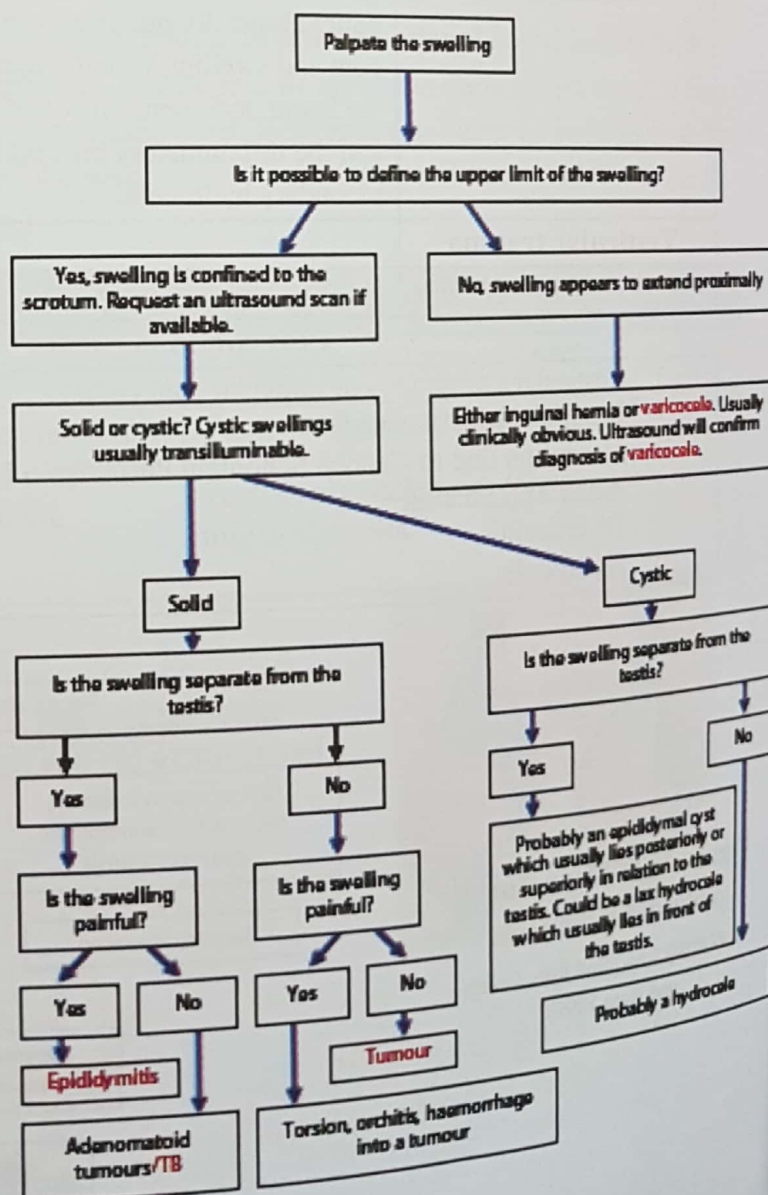 Palpate the swelling
Is it possible to define the upper limit of the swelling?
Yes, swelling is confined to the
scrotum. Request an ultrasound scan if
available.
No, swelling appears to extend proximally
Solid or cystic? Cystic swellings
usually transilluminable.
Either inguinal hernia or varicocele. Usually
clinically obvious. Ultrasound will confirm
diagnosis of varicocele.
Solid
Cystic
Is the swelling separate from the
testis?
Is the swelling separate from the
testis?
Yes
No
Yes
No
Is the swelling
painful?
Is the swelling
painful?
Probably an epididymal cyst
which usually lies posteriorly or
superiorly in relation to the
testis. Could be a lax hydrocele
which usually lies in front of
the testis.
Yes
No
Yes
No
Probably a hydrocele
Epididymitis
Tumour
Adenomatoid
tumours/TB
Torsion, orchitis, haemorrhage
into a tumour